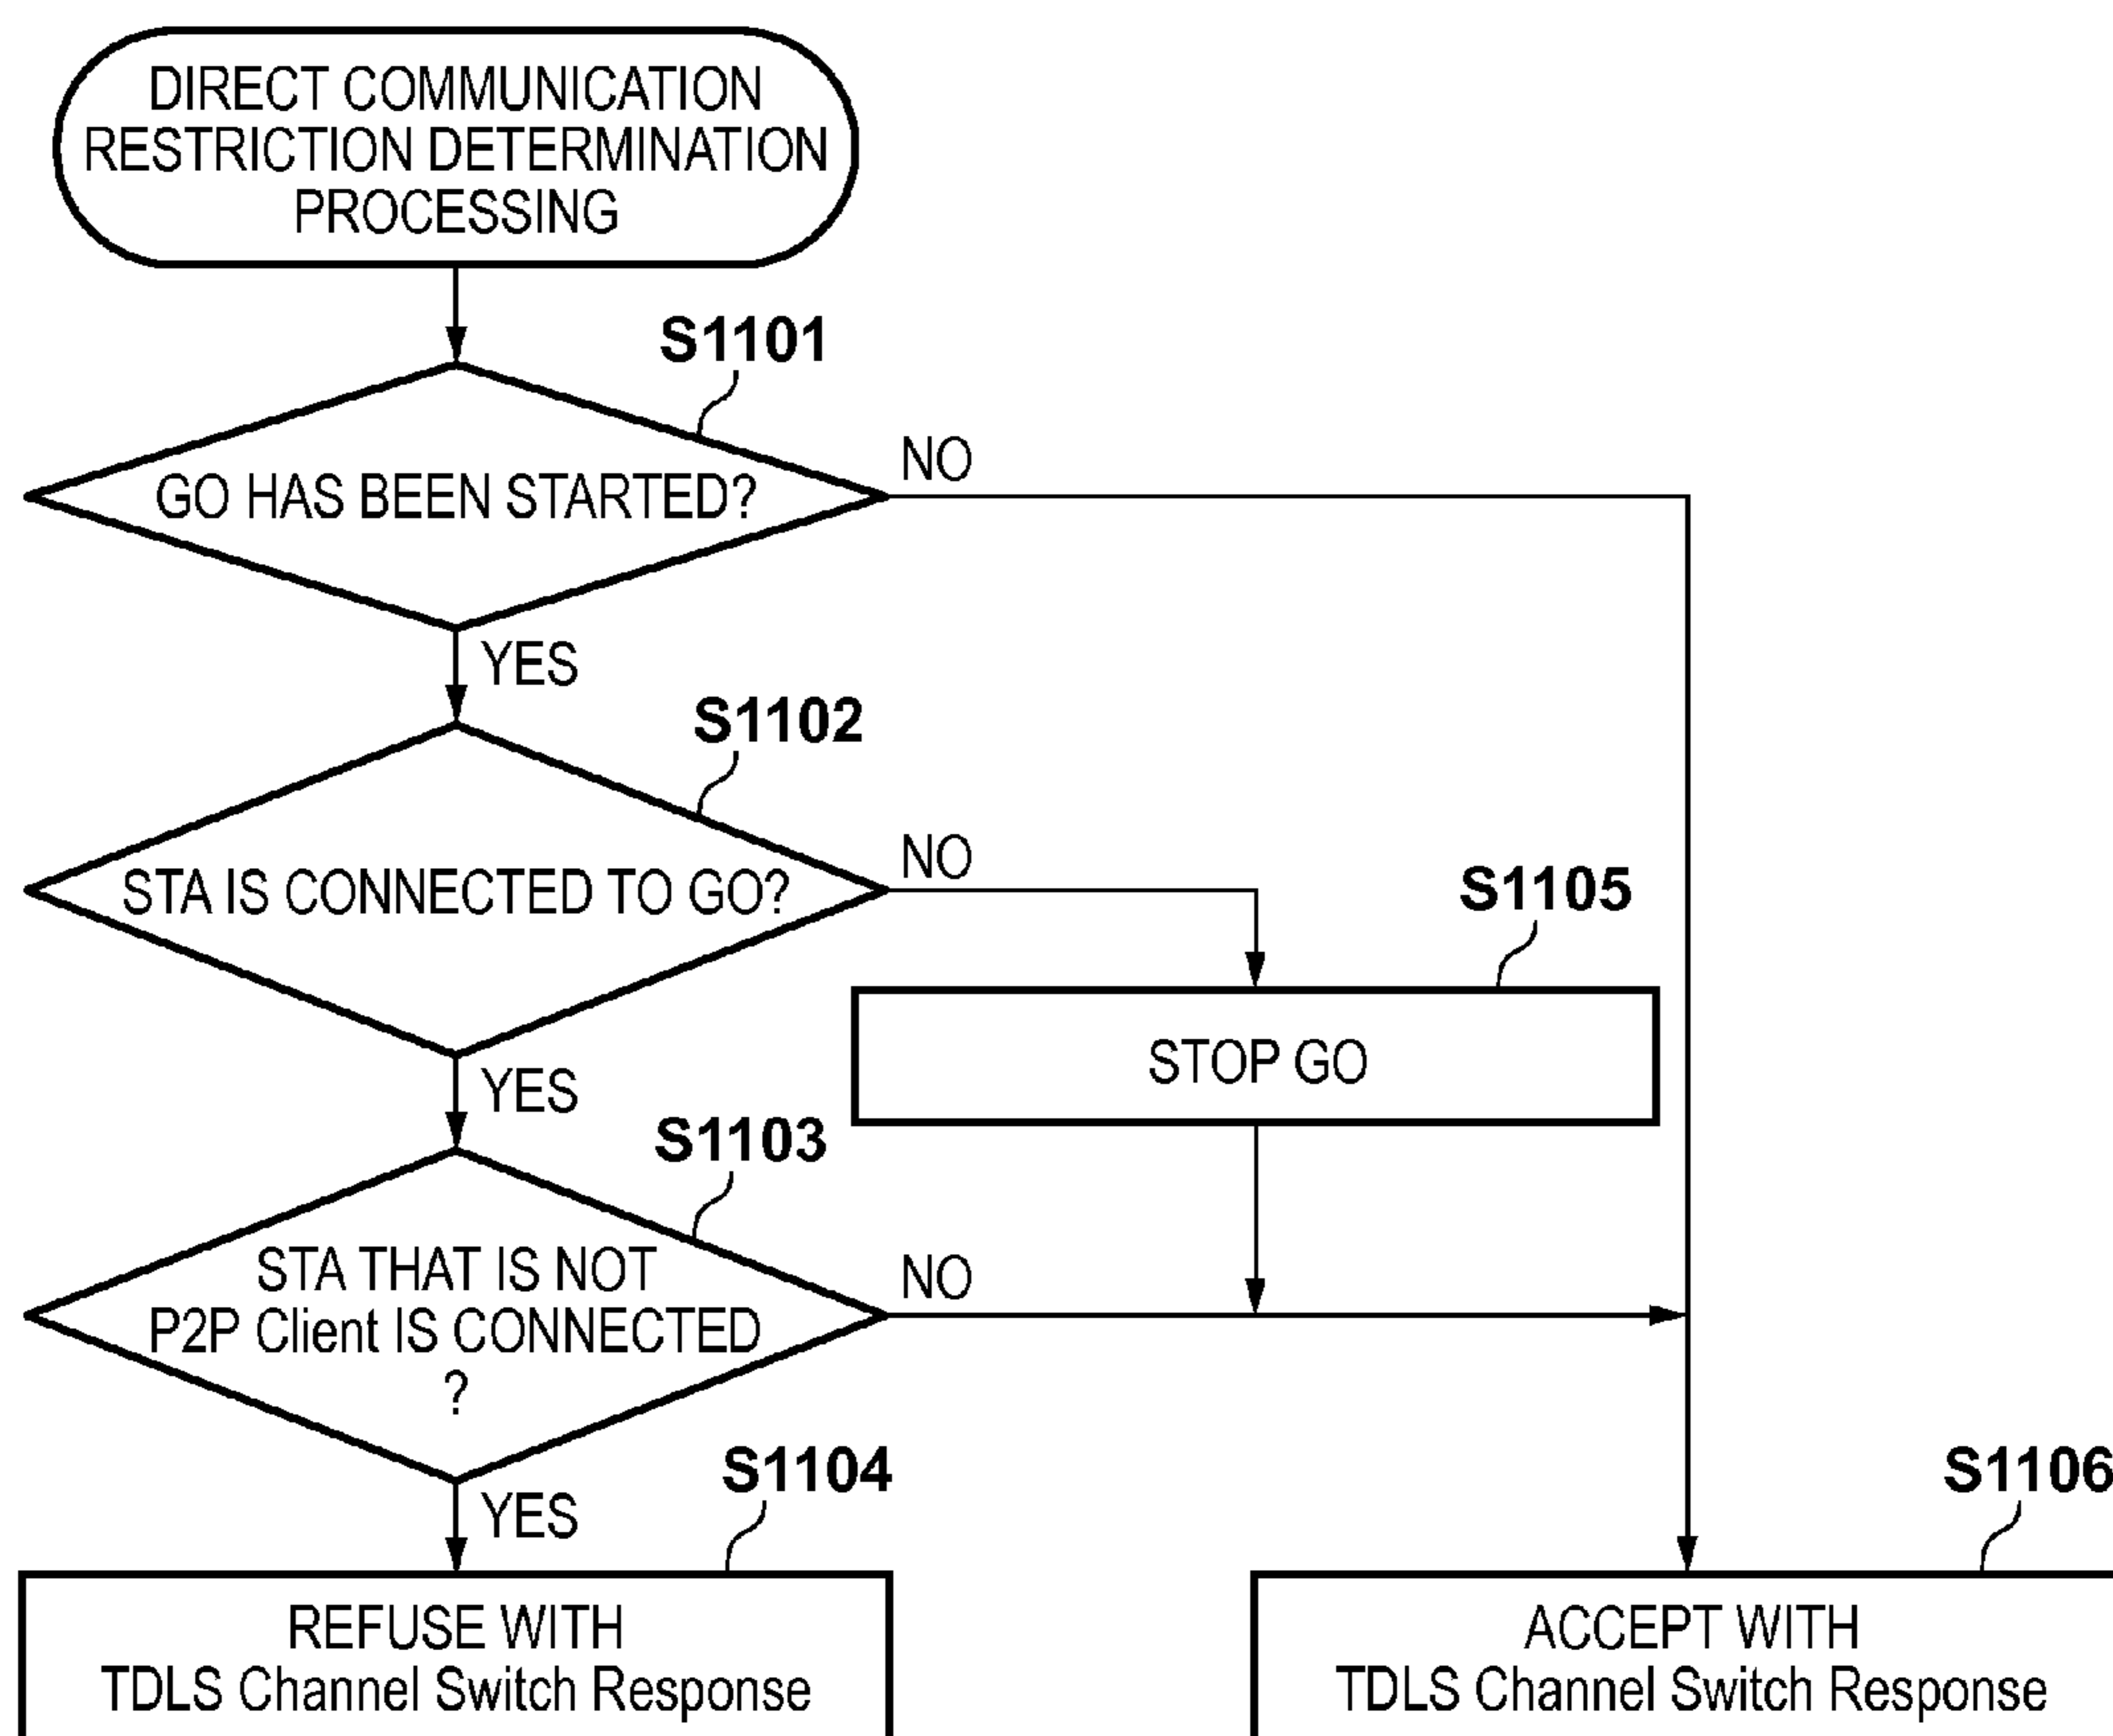 DIRECT COMMUNICATION
RESTRICTION DETERMINATION
PROCESSING
S1101
GO HAS BEEN STARTED?
NO
YES
S1102
STA IS CONNECTED TO GO?
NO
S1105
STOP GO
YES
S1103
STA THAT IS NOT
P2P Client IS CONNECTED
?
NO
YES
S1104
REFUSE WITH
TDLS Channel Switch Response
S1106
ACCEPT WITH
TDLS Channel Switch Response